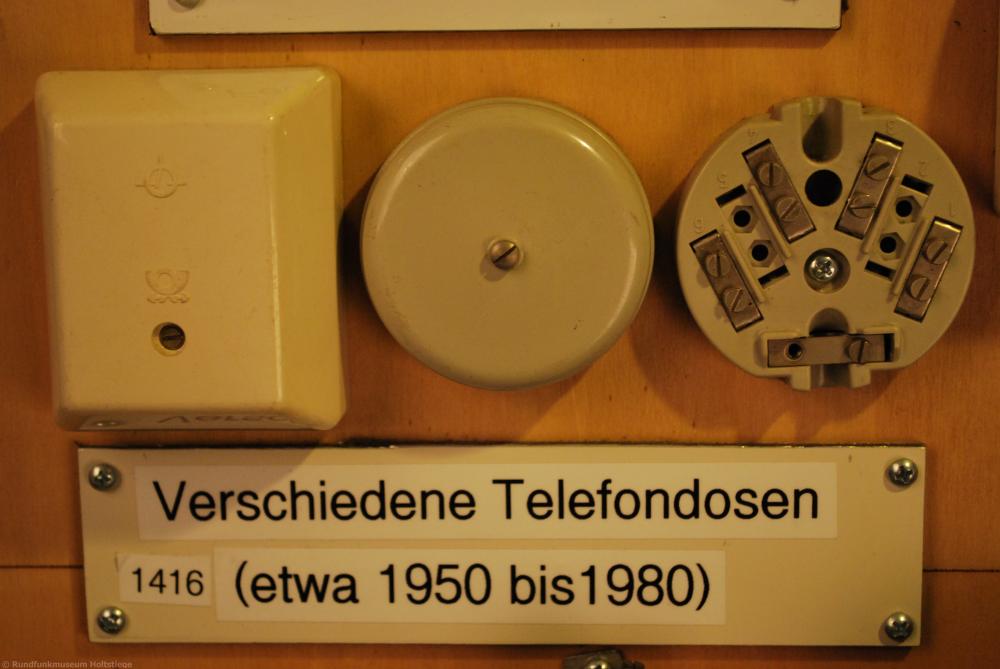 Verschiedene Telefondosen
1416 (etwa 1950 bis1980)
© Rundfunkmuseum Holtstiege